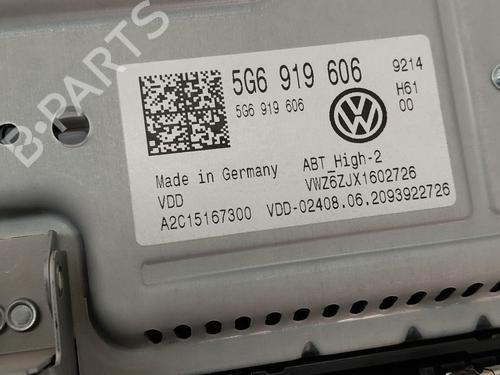 B-PARTS
5G6 919 606
9214
5G6 919 606
H61
00
Made in Germany
ABT_High-2
VDD
VWZ6ZJX1602726
A2C15167300
VDD-02408.06.2093922726